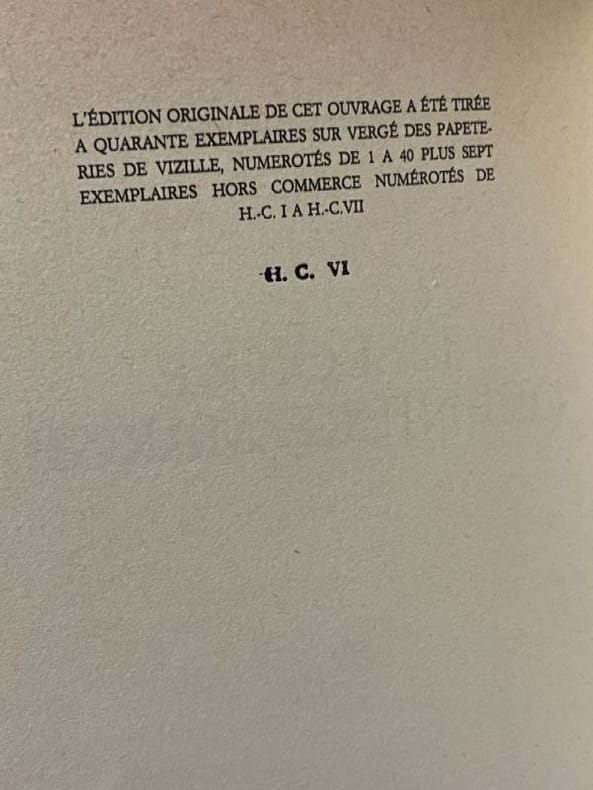 L'ÉDITION ORIGINALE DE CET OUVRAGE A ÉTÉ TIRÉE
A QUARANTE EXEMPLAIRES SUR VERGÉ DES PAPETE-
RIES DE VIZILLE, NUMEROTÉS DE 1 A 40 PLUS SEPT
EXEMPLAIRES HORS COMMERCE NUMÉROTÉS DE
H.-C. I A H.-C.VII
H. C. VI